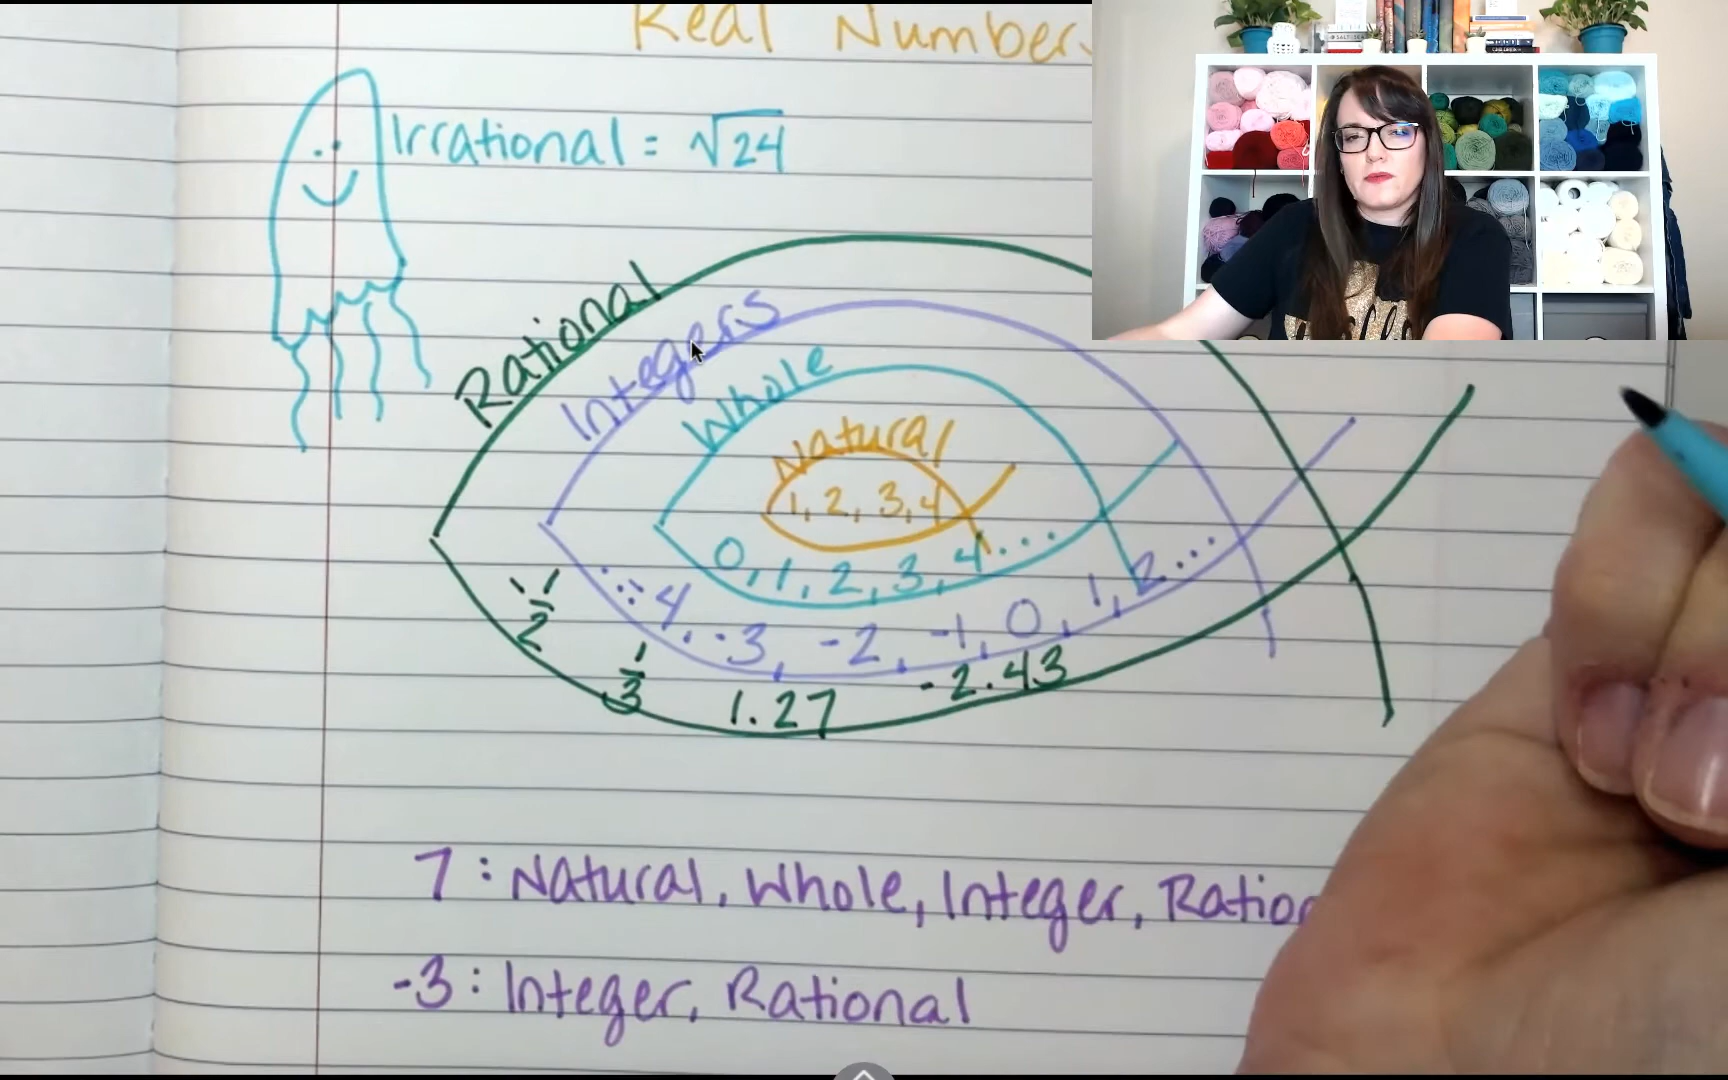 Real Numbers
Irrational = √24
Rational
Integers
Whole
Natural
1, 2, 3, 4
0, 1, 2, 3, 4...
...-4, -3, -2, -1, 0, 1, 2...
-1/2
1/3
1.27
-2.43
7: Natural, Whole, Integer, Ration
-3: Integer, Rational